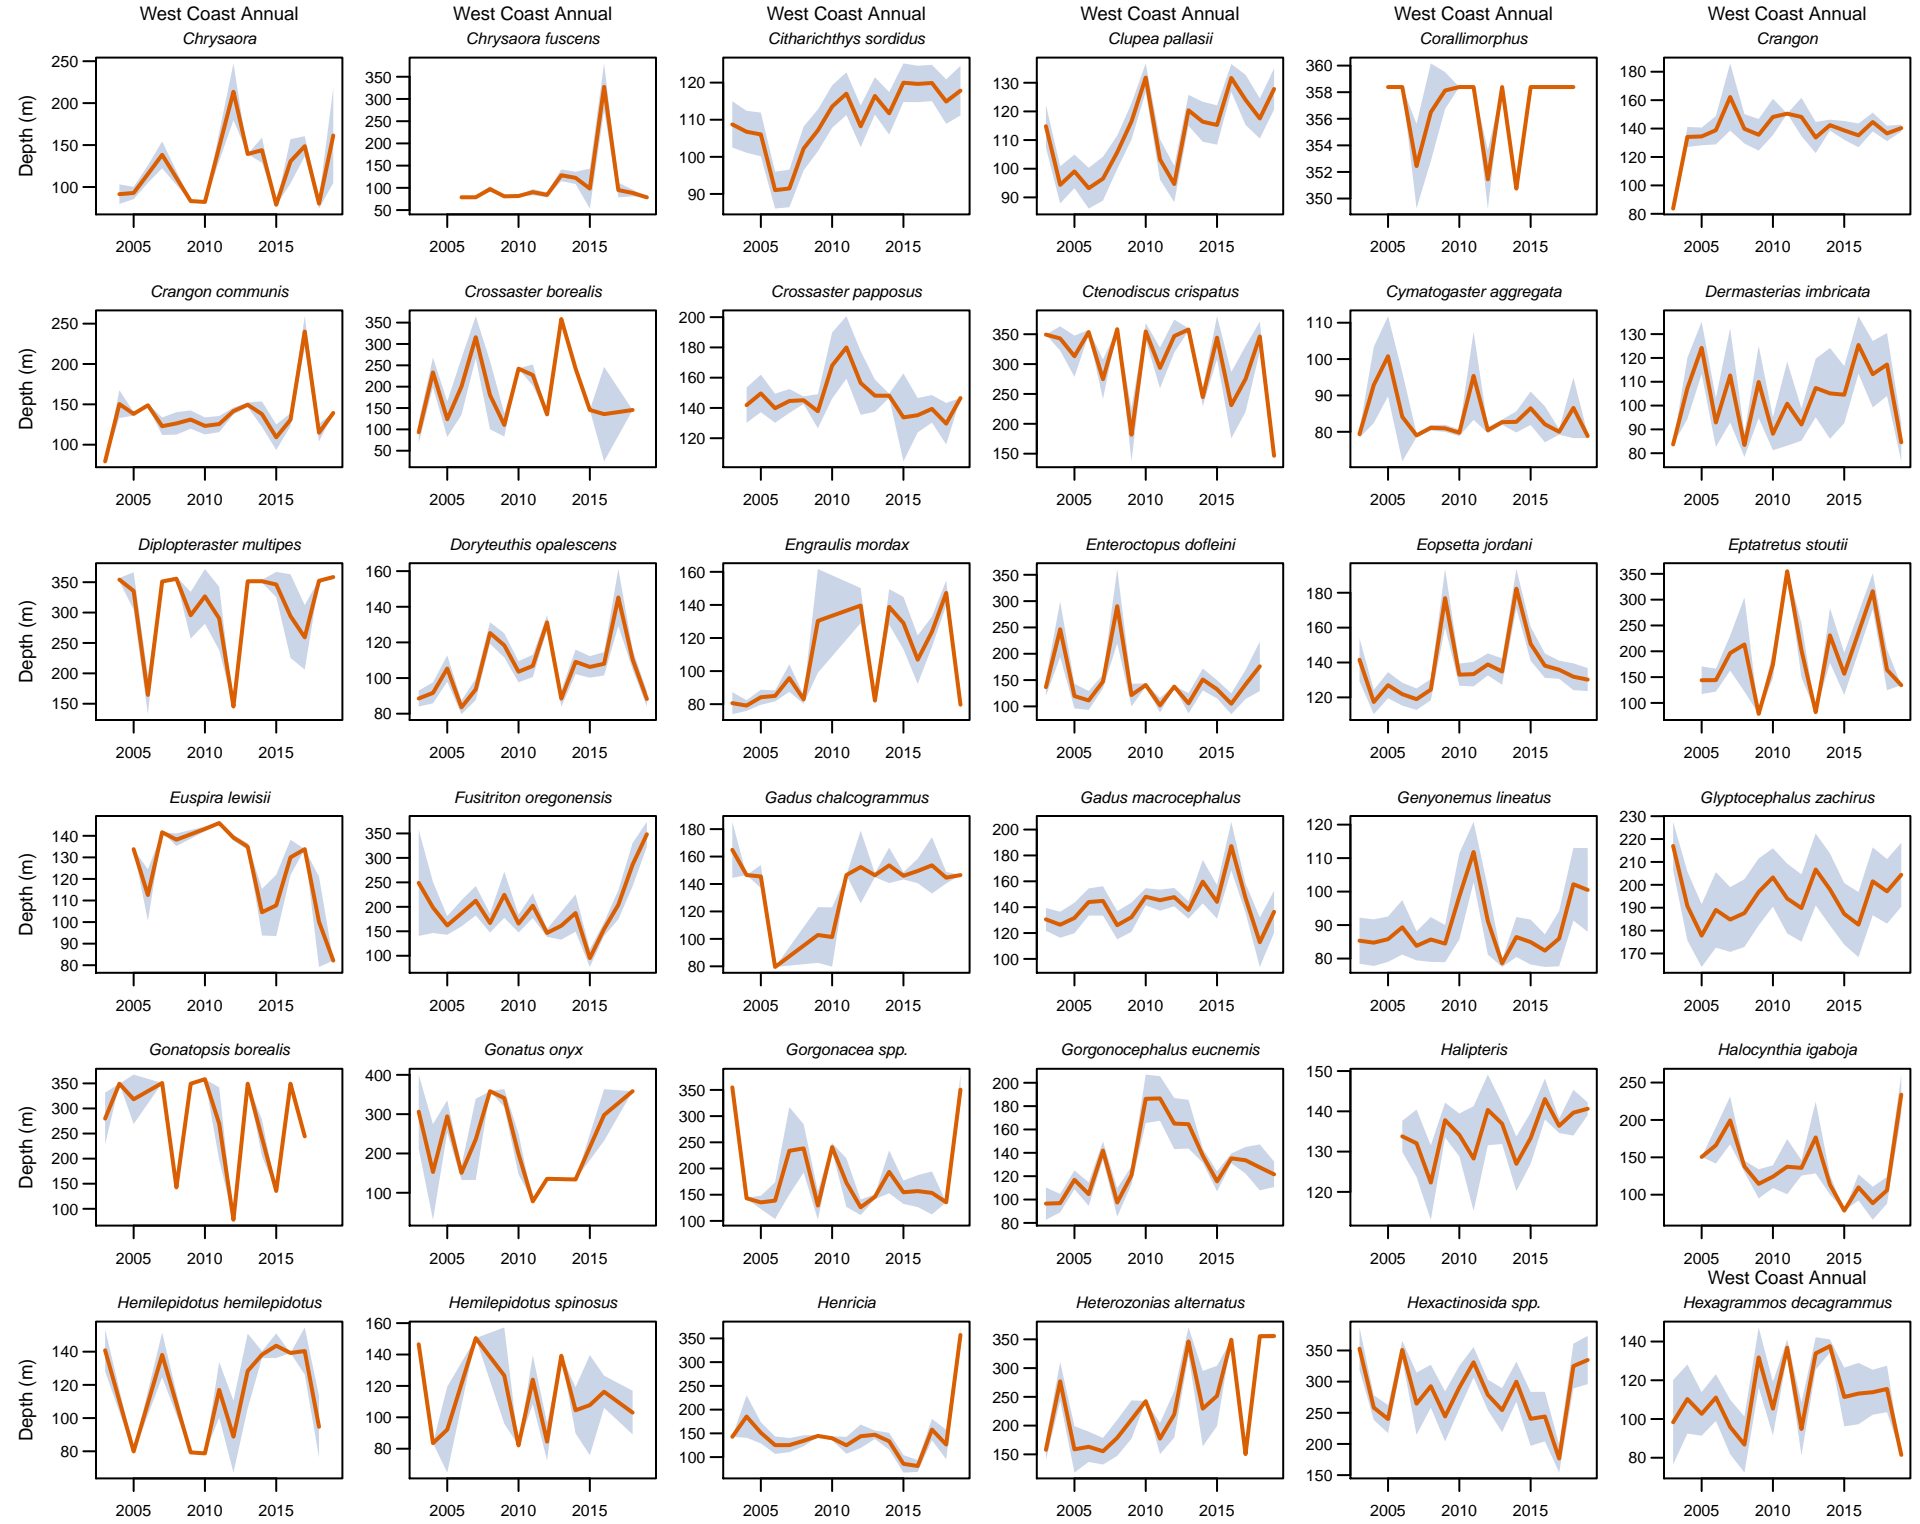 West Coast Annual West Coast Annual West Coast Annual West Coast Annual West Coast Annual West Coast Annual
Chrysaora Chrysaora fuscens Citharichthys sordidus Clupea pallasii Corallimorphus Crangon
Depth (m)
250 200 150 100
350 300 250 200 150 100 50
120 110 100 90
130 120 110 100 90
360 358 356 354 352 350
180 160 140 120 100 80
2005 2010 2015 2005 2010 2015 2005 2010 2015 2005 2010 2015 2005 2010 2015 2005 2010 2015
Crangon communis Crossaster borealis Crossaster papposus Ctenodiscus crispatus Cymatogaster aggregata Dermasterias imbricata
Depth (m)
250 200 150 100
350 300 250 200 150 100 50
200 180 160 140 120
350 300 250 200 150
110 100 90 80
130 120 110 100 90 80
2005 2010 2015 2005 2010 2015 2005 2010 2015 2005 2010 2015 2005 2010 2015 2005 2010 2015
Diplopteraster multipes Doryteuthis opalescens Engraulis mordax Enteroctopus dofleini Eopsetta jordani Eptatretus stoutii
Depth (m)
350 300 250 200 150
160 140 120 100 80
160 140 120 100 80
350 300 250 200 150 100
180 160 140 120
350 300 250 200 150 100
2005 2010 2015 2005 2010 2015 2005 2010 2015 2005 2010 2015 2005 2010 2015 2005 2010 2015
Euspira lewisii Fusitriton oregonensis Gadus chalcogrammus Gadus macrocephalus Genyonemus lineatus Glyptocephalus zachirus
Depth (m)
140 130 120 110 100 90 80
350 300 250 200 150 100
180 160 140 120 100 80
200 180 160 140 120 100
120 110 100 90 80
230 220 210 200 190 180 170
2005 2010 2015 2005 2010 2015 2005 2010 2015 2005 2010 2015 2005 2010 2015 2005 2010 2015
Gonatopsis borealis Gonatus onyx Gorgonacea spp. Gorgonocephalus eucnemis Halipteris Halocynthia igaboja
Depth (m)
350 300 250 200 150 100
400 300 200 100
350 300 250 200 150 100
200 180 160 140 120 100 80
150 140 130 120
250 200 150 100
2005 2010 2015 2005 2010 2015 2005 2010 2015 2005 2010 2015 2005 2010 2015 2005 2010 2015
West Coast Annual
Hemilepidotus hemilepidotus Hemilepidotus spinosus Henricia Heterozonias alternatus Hexactinosida spp. Hexagrammos decagrammus
Depth (m)
140 120 100 80
160 140 120 100 80
350 300 250 200 150 100
350 300 250 200 150
350 300 250 200 150
140 120 100 80
2005 2010 2015 2005 2010 2015 2005 2010 2015 2005 2010 2015 2005 2010 2015 2005 2010 2015